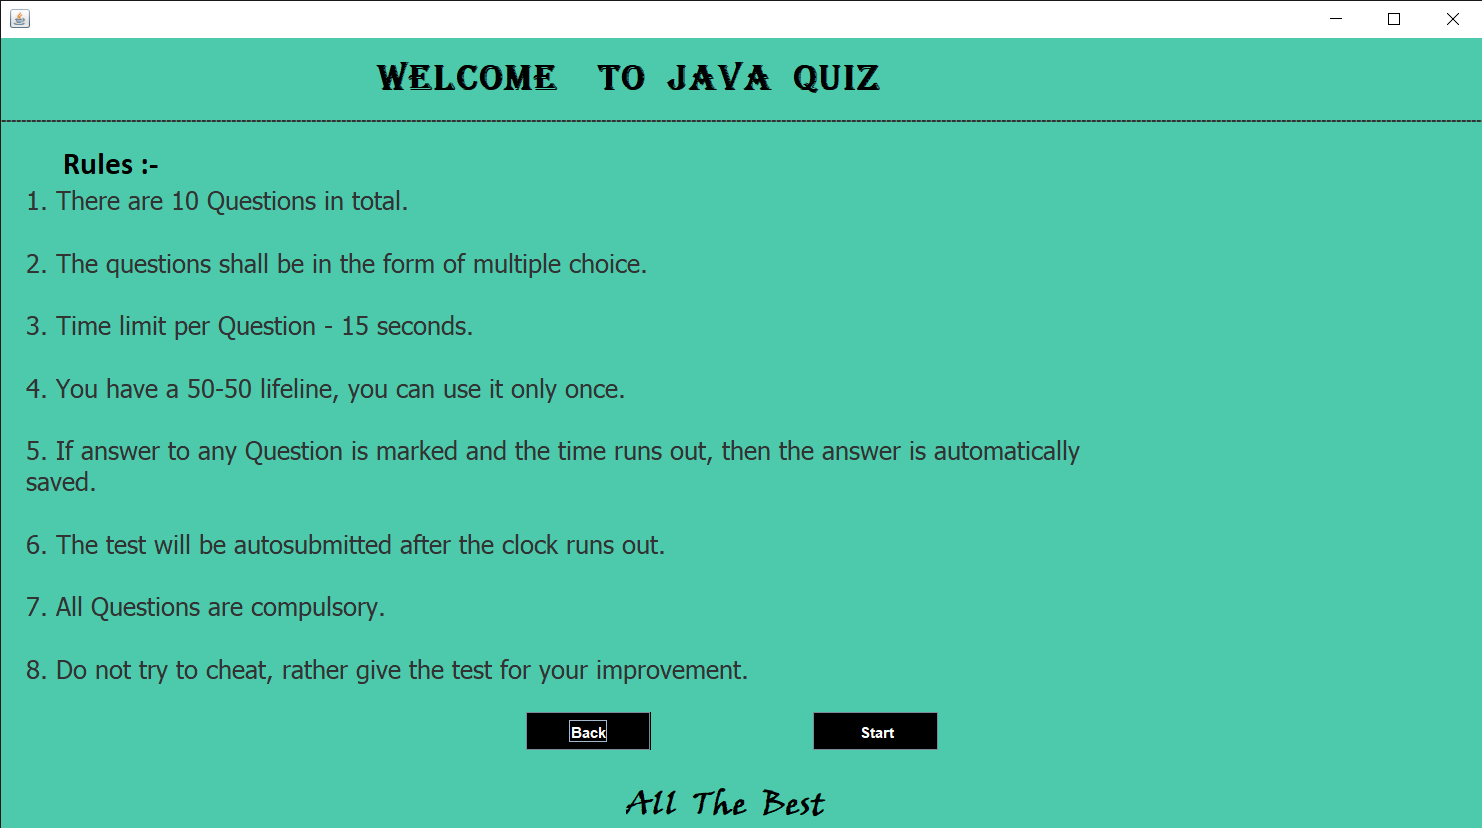 WELCOME TO JAVA QUIZ
Rules :-
1. There are 10 Questions in total.
2. The questions shall be in the form of multiple choice.
3. Time limit per Question - 15 seconds.
4. You have a 50-50 lifeline, you can use it only once.
5. If answer to any Question is marked and the time runs out, then the answer is automatically
saved.
6. The test will be autosubmitted after the clock runs out.
7. All Questions are compulsory.
8. Do not try to cheat, rather give the test for your improvement.
Back Start
All The Best